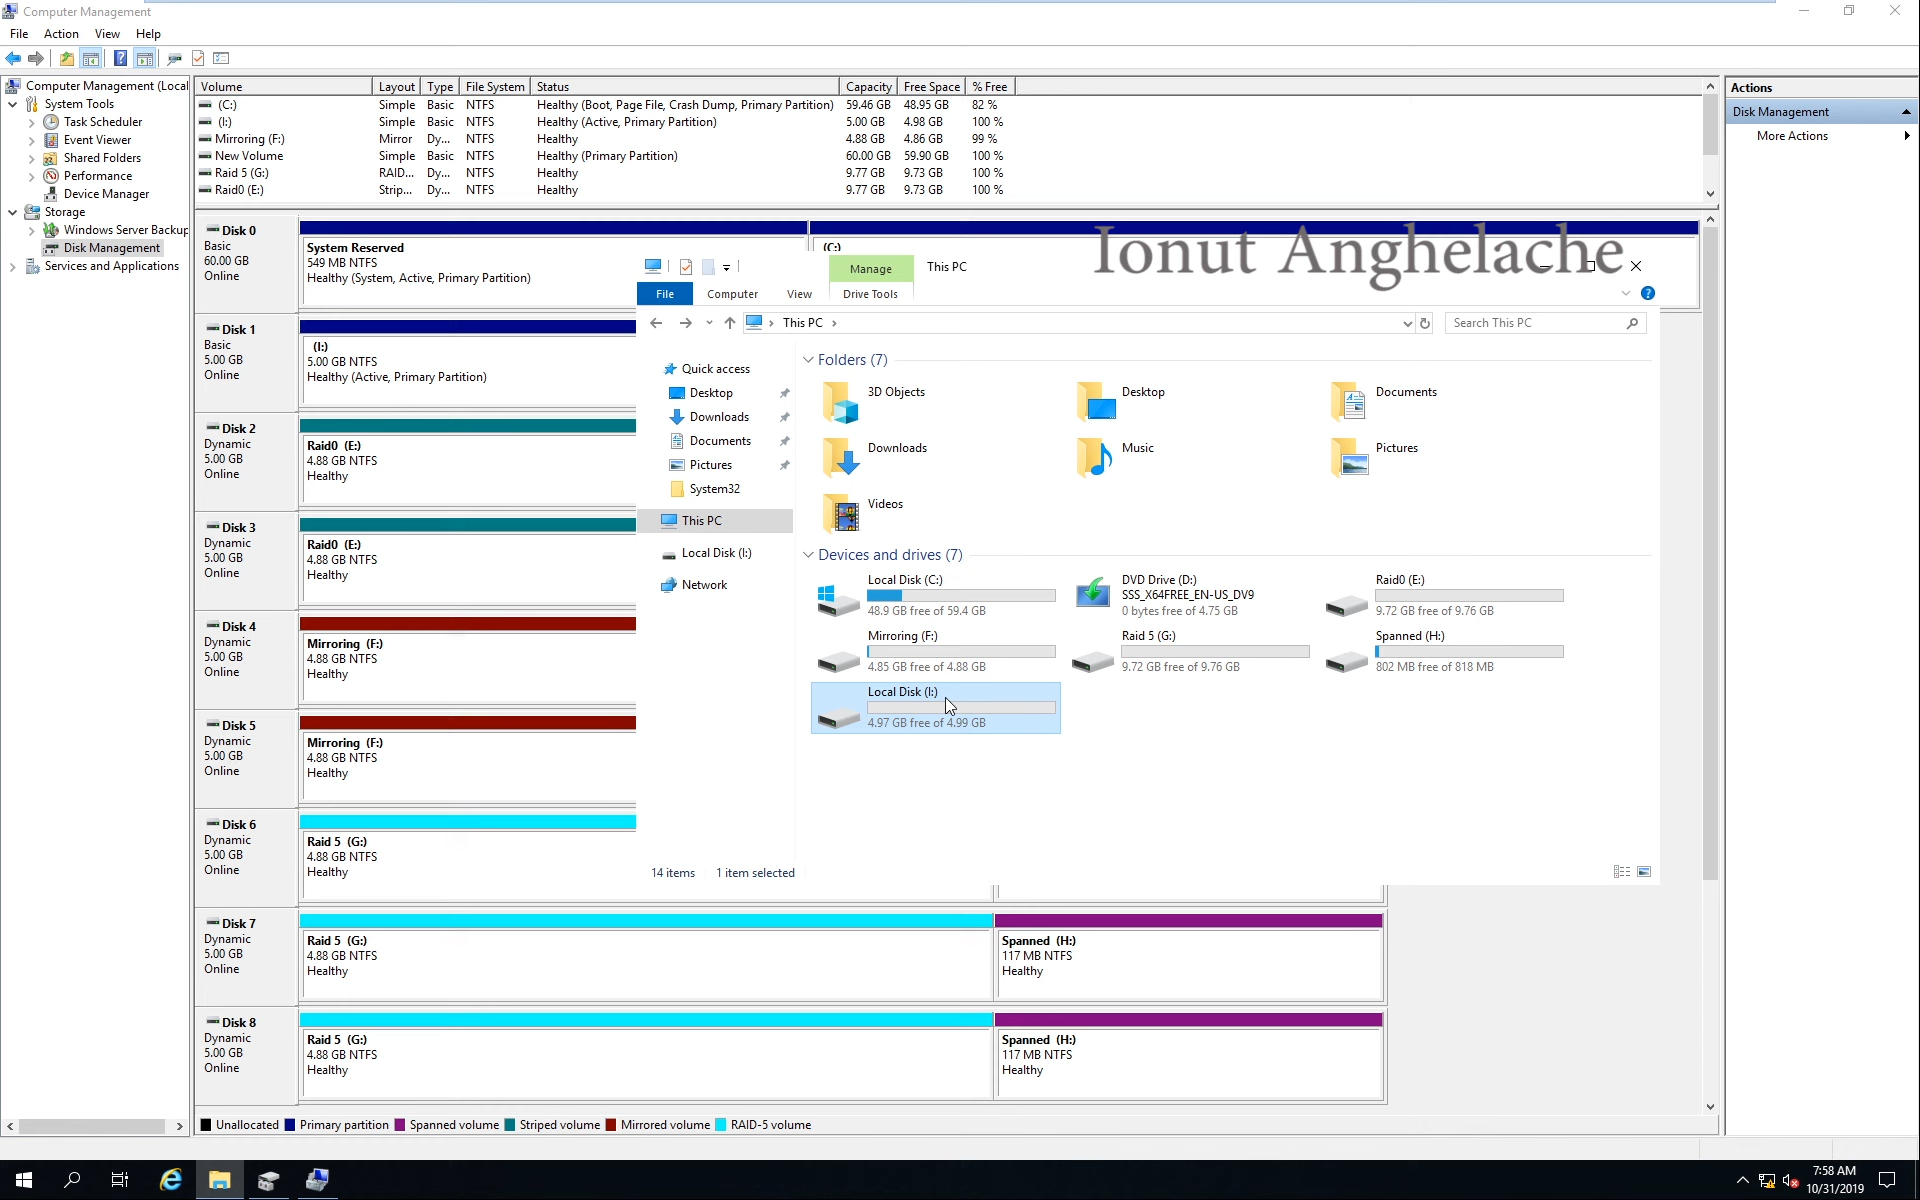 Computer Management
File Action View Help
Computer Management (Local
System Tools
Task Scheduler
Event Viewer
Shared Folders
Performance
Device Manager
Storage
Windows Server Backup
Disk Management
Services and Applications
Volume Layout Type File System Status Capacity Free Space % Free
(C:) Simple Basic NTFS Healthy (Boot, Page File, Crash Dump, Primary Partition) 59.46 GB 48.95 GB 82 %
(I:) Simple Basic NTFS Healthy (Active, Primary Partition) 5.00 GB 4.98 GB 100 %
Mirroring (F:) Mirror Dy... NTFS Healthy 4.88 GB 4.86 GB 99 %
New Volume Simple Basic NTFS Healthy (Primary Partition) 60.00 GB 59.90 GB 100 %
Raid 5 (G:) RAID... Dy... NTFS Healthy 9.77 GB 9.73 GB 100 %
Raid0 (E:) Strip... Dy... NTFS Healthy 9.77 GB 9.73 GB 100 %
Actions
Disk Management
More Actions
Disk 0
Basic
60.00 GB
Online
System Reserved
549 MB NTFS
Healthy (System, Active, Primary Partition)
(C:)
Ionut Anghelache
Disk 1
Basic
5.00 GB
Online
(I:)
5.00 GB NTFS
Healthy (Active, Primary Partition)
Disk 2
Dynamic
5.00 GB
Online
Raid0 (E:)
4.88 GB NTFS
Healthy
Disk 3
Dynamic
5.00 GB
Online
Raid0 (E:)
4.88 GB NTFS
Healthy
Disk 4
Dynamic
5.00 GB
Online
Mirroring (F:)
4.88 GB NTFS
Healthy
Disk 5
Dynamic
5.00 GB
Online
Mirroring (F:)
4.88 GB NTFS
Healthy
Disk 6
Dynamic
5.00 GB
Online
Raid 5 (G:)
4.88 GB NTFS
Healthy
Disk 7
Dynamic
5.00 GB
Online
Raid 5 (G:)
4.88 GB NTFS
Healthy
Spanned (H:)
117 MB NTFS
Healthy
Disk 8
Dynamic
5.00 GB
Online
Raid 5 (G:)
4.88 GB NTFS
Healthy
Spanned (H:)
117 MB NTFS
Healthy
Unallocated Primary partition Spanned volume Striped volume Mirrored volume RAID-5 volume
Manage This PC
File Computer View Drive Tools
This PC
Search This PC
Quick access
Desktop
Downloads
Documents
Pictures
System32
This PC
Local Disk (I:)
Network
Folders (7)
3D Objects Desktop Documents
Downloads Music Pictures
Videos
Devices and drives (7)
Local Disk (C:)
48.9 GB free of 59.4 GB
DVD Drive (D:)
SSS_X64FREE_EN-US_DV9
0 bytes free of 4.75 GB
Raid0 (E:)
9.72 GB free of 9.76 GB
Mirroring (F:)
4.85 GB free of 4.88 GB
Raid 5 (G:)
9.72 GB free of 9.76 GB
Spanned (H:)
802 MB free of 818 MB
Local Disk (I:)
4.97 GB free of 4.99 GB
14 items 1 item selected
7:58 AM
10/31/2019